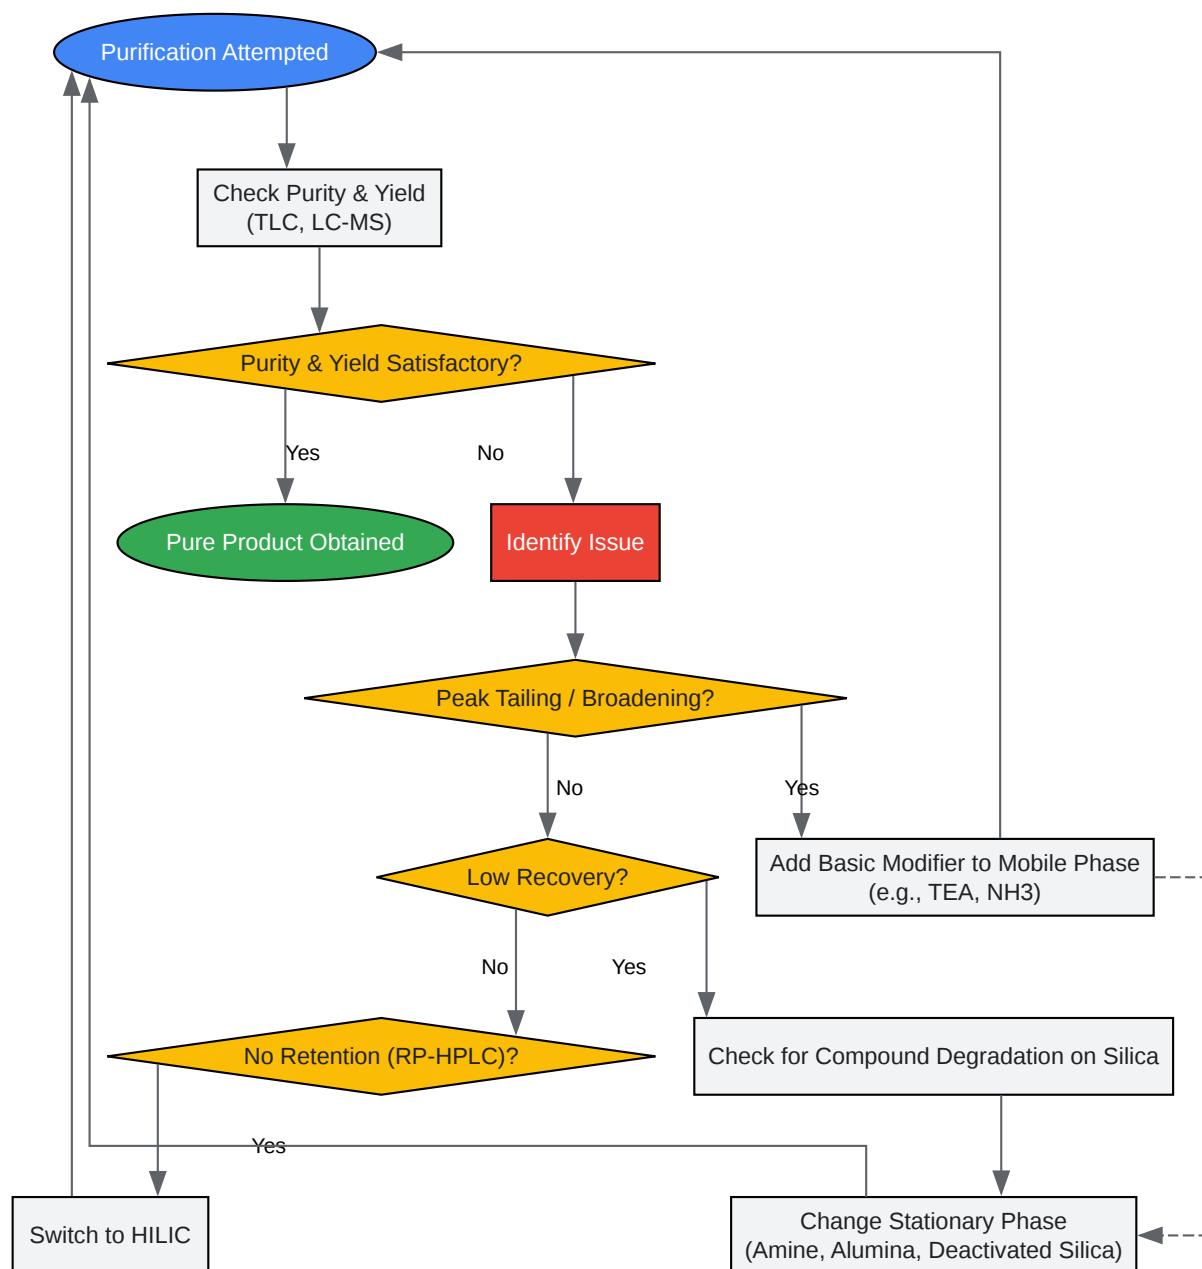 Purification Attempted
Check Purity & Yield
(TLC, LC-MS)
Purity & Yield Satisfactory?
Yes
No
Pure Product Obtained
Identify Issue
Peak Tailing / Broadening?
No
Yes
Add Basic Modifier to Mobile Phase
(e.g., TEA, NH3)
Low Recovery?
No
Yes
No Retention (RP-HPLC)?
Check for Compound Degradation on Silica
Yes
Switch to HILIC
Change Stationary Phase
(Amine, Alumina, Deactivated Silica)